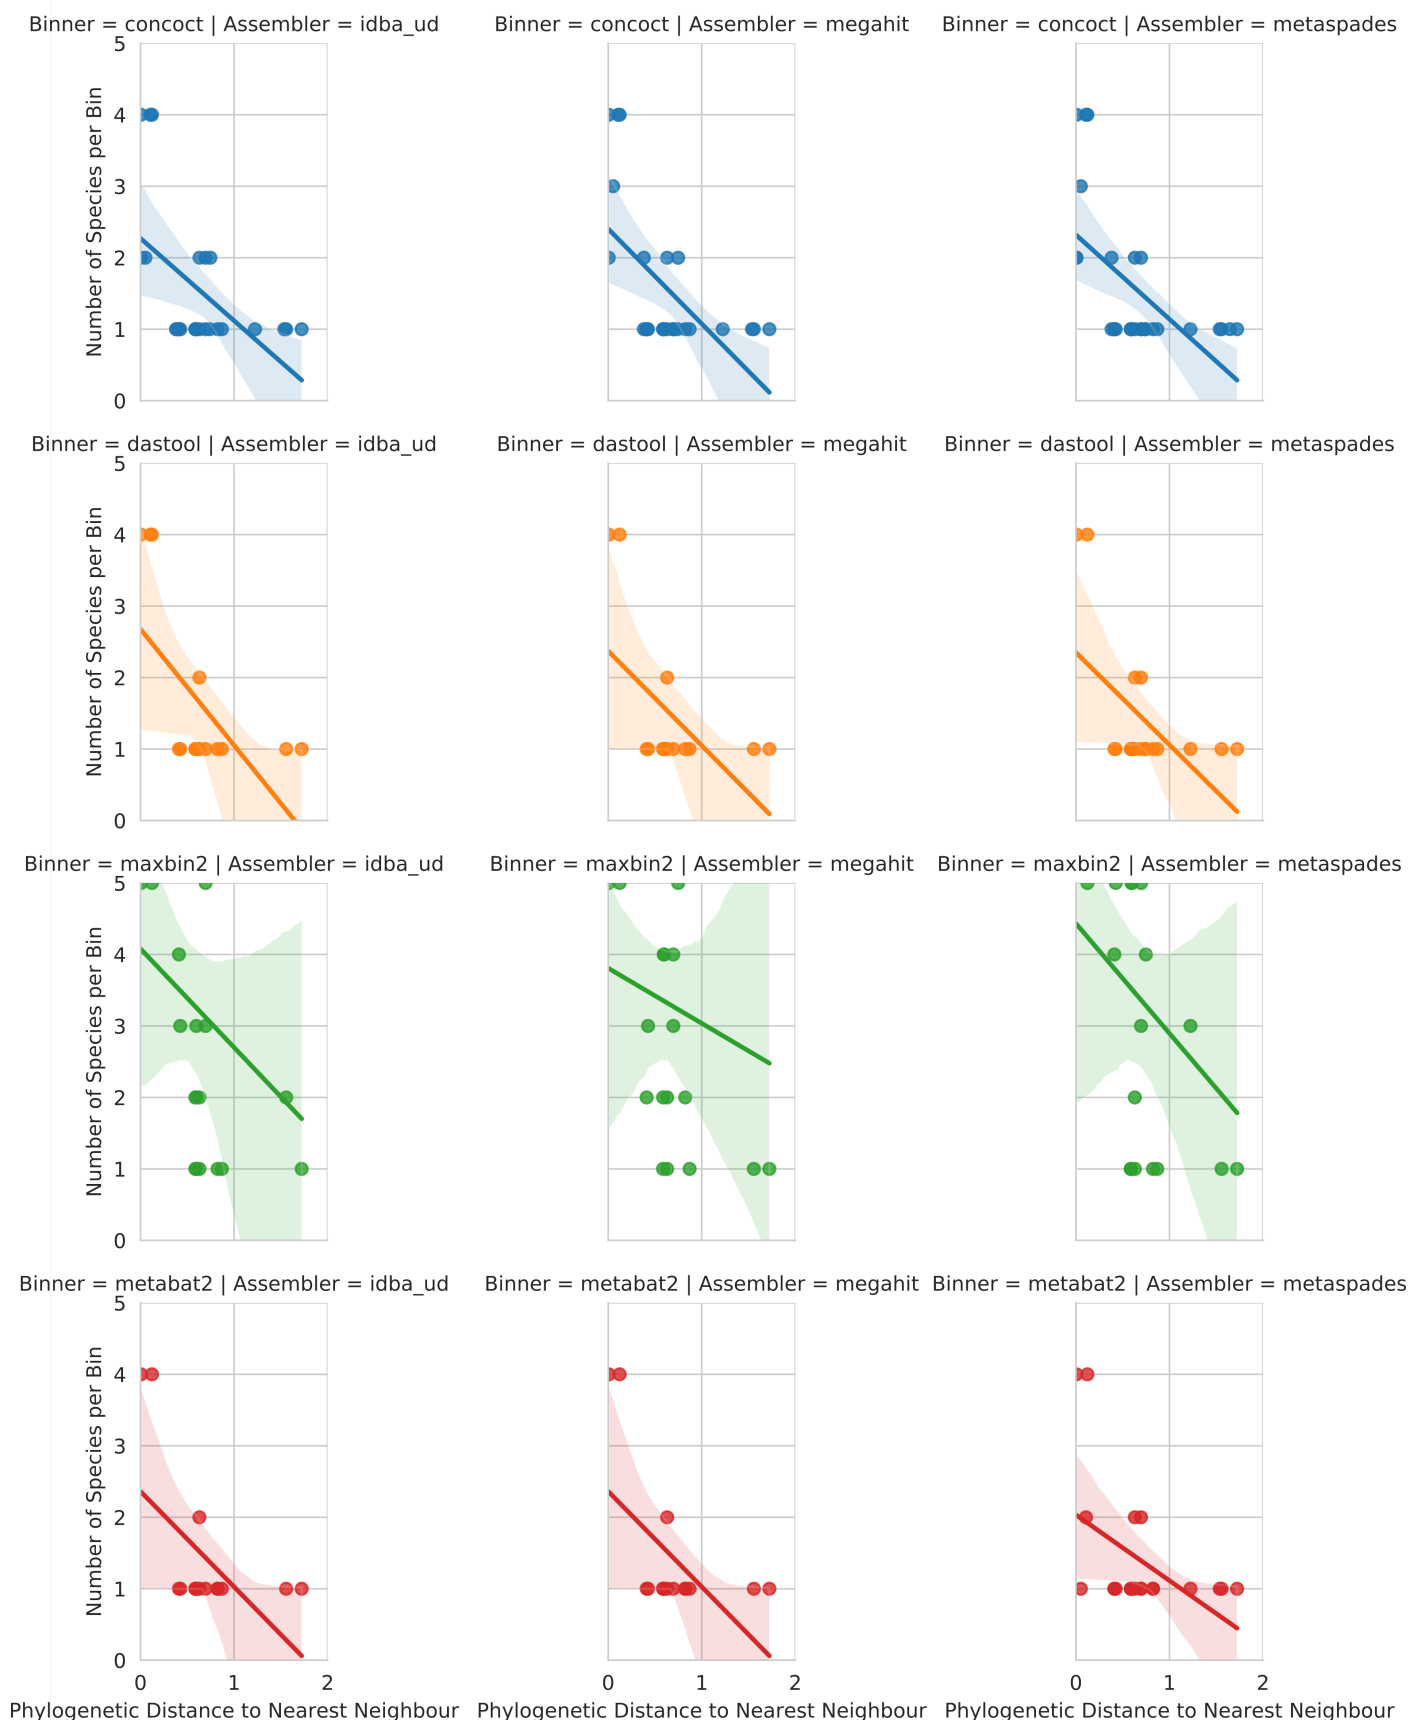 Binner = concoct | Assembler = idba_ud
Binner = concoct | Assembler = megahit
Binner = concoct | Assembler = metaspades
5
4
3
2
1
0
Number of Species per Bin
Binner = dastool | Assembler = idba_ud
Binner = dastool | Assembler = megahit
Binner = dastool | Assembler = metaspades
5
4
3
2
1
0
Number of Species per Bin
Binner = maxbin2 | Assembler = idba_ud
Binner = maxbin2 | Assembler = megahit
Binner = maxbin2 | Assembler = metaspades
5
4
3
2
1
0
Number of Species per Bin
Binner = metabat2 | Assembler = idba_ud
Binner = metabat2 | Assembler = megahit
Binner = metabat2 | Assembler = metaspades
5
4
3
2
1
0
Number of Species per Bin
0 1 2
0 1 2
0 1 2
Phylogenetic Distance to Nearest Neighbour
Phylogenetic Distance to Nearest Neighbour
Phylogenetic Distance to Nearest Neighbour